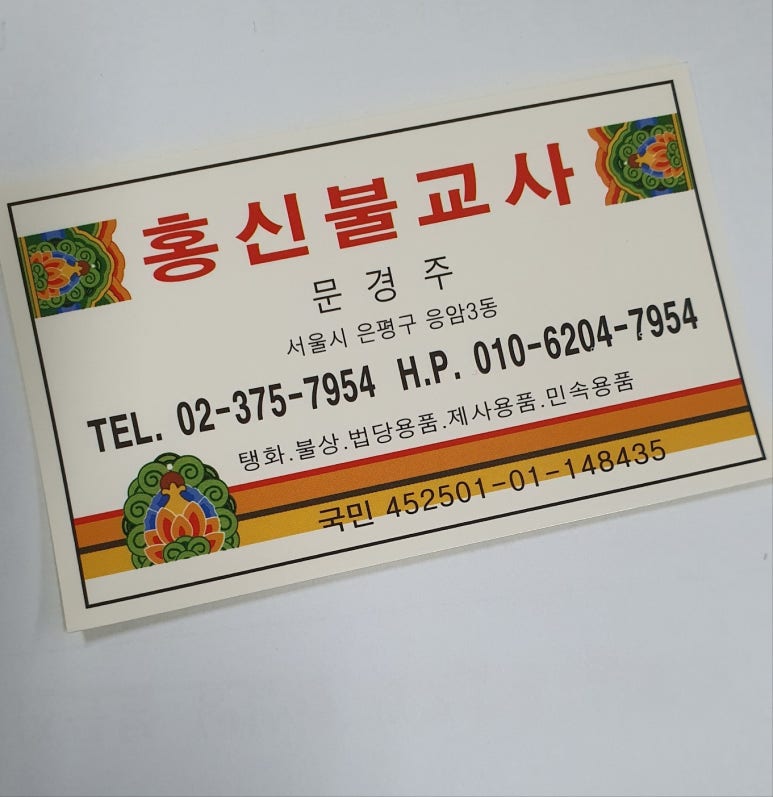 홍신불교사
문경주
서울시 은평구 응암3동
TEL. 02-375-7954 H.P. 010-6204-7954
탱화.불상.법당용품.제사용품.민속용품
국민 452501-01-148435